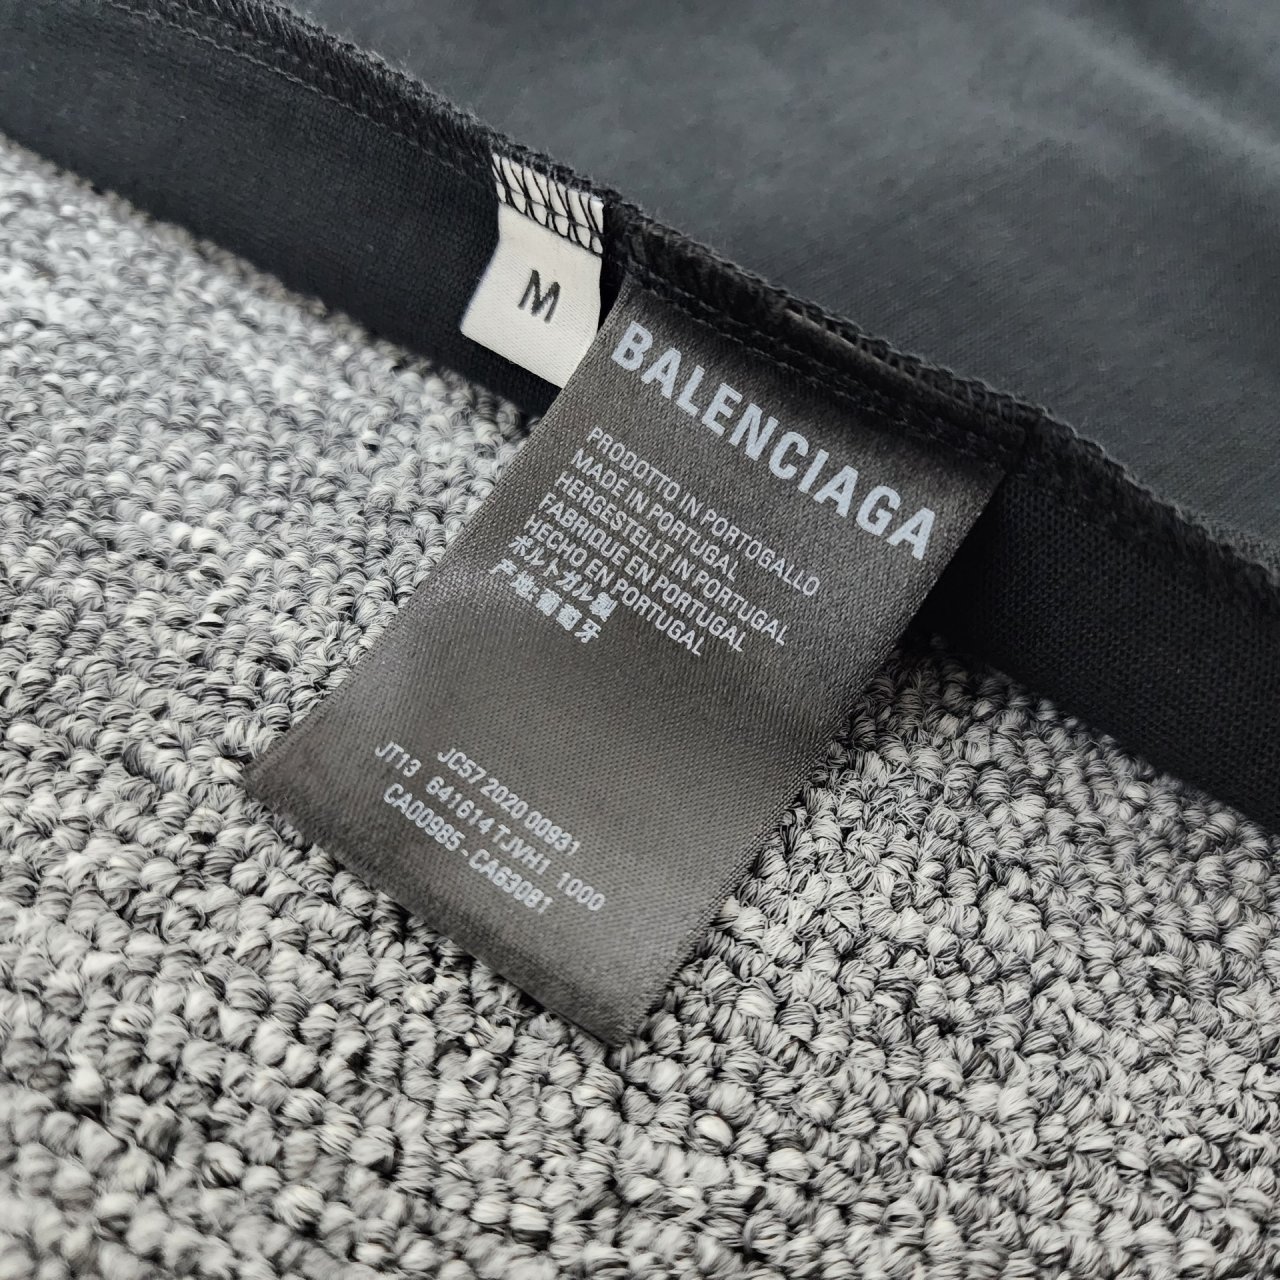 M
BALENCIAGA
PRODOTTO IN PORTOGALLO
MADE IN PORTUGAL
HERGESTELLT IN PORTUGAL
FABRIQUE EN PORTUGAL
HECHO EN PORTUGAL
ポルトガル製
产地:葡萄牙
JC57 2020 00931
JT13 641614 TJVH1 1000
CA00985 - CA63081